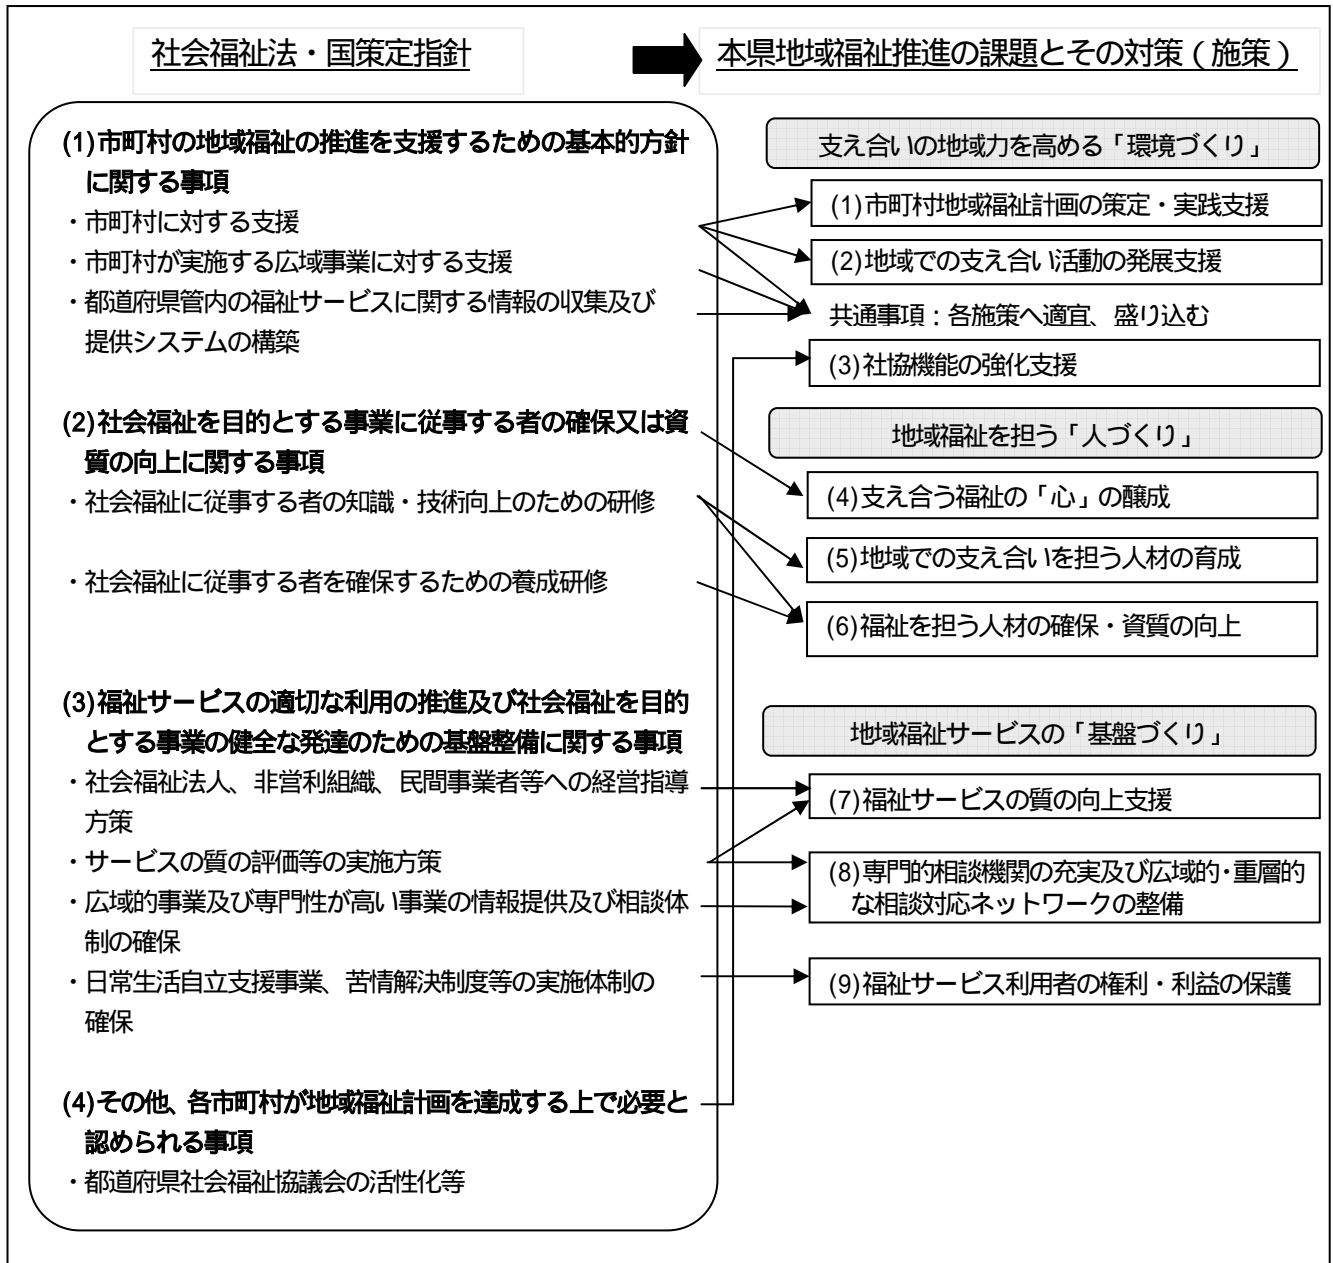 社会福祉法・国策定指針
本県地域福祉推進の課題とその対策(施策)
(1)市町村の地域福祉の推進を支援するための基本的方針
に関する事項
・市町村に対する支援
・市町村が実施する広域事業に対する支援
・都道府県管内の福祉サービスに関する情報の収集及び
提供システムの構築
(2)社会福祉を目的とする事業に従事する者の確保又は資
質の向上に関する事項
・社会福祉に従事する者の知識・技術向上のための研修
・社会福祉に従事する者を確保するための養成研修
(3)福祉サービスの適切な利用の推進及び社会福祉を目的
とする事業の健全な発達のための基盤整備に関する事項
・社会福祉法人、非営利組織、民間事業者等への経営指導
方策
・サービスの質の評価等の実施方策
・広域的事業及び専門性が高い事業の情報提供及び相談体
制の確保
・日常生活自立支援事業、苦情解決制度等の実施体制の
確保
(4)その他、各市町村が地域福祉計画を達成する上で必要と
認められる事項
・都道府県社会福祉協議会の活性化等
支え合いの地域力を高める「環境づくり」
(1)市町村地域福祉計画の策定・実践支援
(2)地域での支え合い活動の発展支援
共通事項:各施策へ適宜、盛り込む
(3)社協機能の強化支援
地域福祉を担う「人づくり」
(4)支え合う福祉の「心」の醸成
(5)地域での支え合いを担う人材の育成
(6)福祉を担う人材の確保・資質の向上
地域福祉サービスの「基盤づくり」
(7)福祉サービスの質の向上支援
(8)専門的相談機関の充実及び広域的・重層的
な相談対応ネットワークの整備
(9)福祉サービス利用者の権利・利益の保護